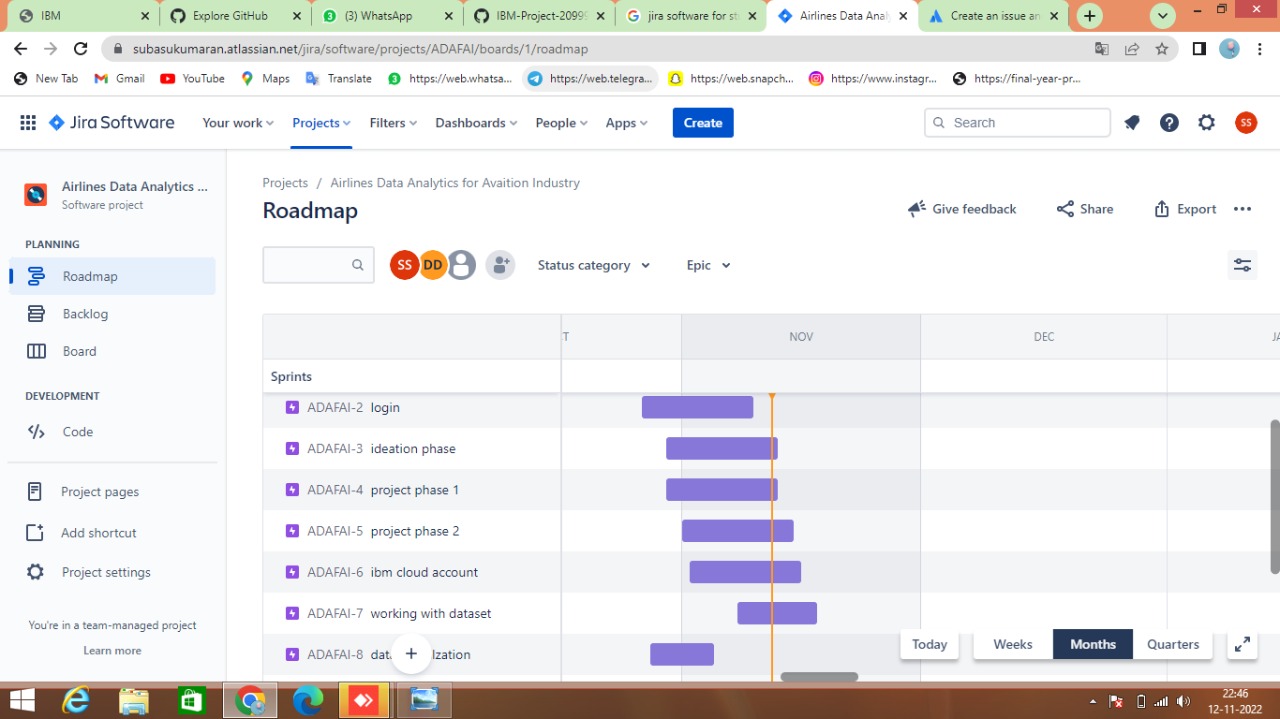 IBM
Explore GitHub
(3) WhatsApp
IBM-Project-2099
jira software for st
Airlines Data Anal
Create an issue an
subasukumaran.atlassian.net/jira/software/projects/ADAFAI/boards/1/roadmap
New Tab
Gmail
YouTube
Maps
Translate
https://web.whatsa...
https://web.telegra...
https://web.snapch...
https://www.instagr...
https://final-year-pr...
Jira Software
Your work
Projects
Filters
Dashboards
People
Apps
Create
Search
SS
Airlines Data Analytics ...
Software project
PLANNING
Roadmap
Backlog
Board
DEVELOPMENT
Code
Project pages
Add shortcut
Project settings
You're in a team-managed project
Learn more
Projects / Airlines Data Analytics for Avaition Industry
Roadmap
Give feedback
Share
Export
SS
DD
Status category
Epic
T
NOV
DEC
JA
Sprints
ADAFAI-2 login
ADAFAI-3 ideation phase
ADAFAI-4 project phase 1
ADAFAI-5 project phase 2
ADAFAI-6 ibm cloud account
ADAFAI-7 working with dataset
ADAFAI-8
Today
Weeks
Months
Quarters
22:46
12-11-2022